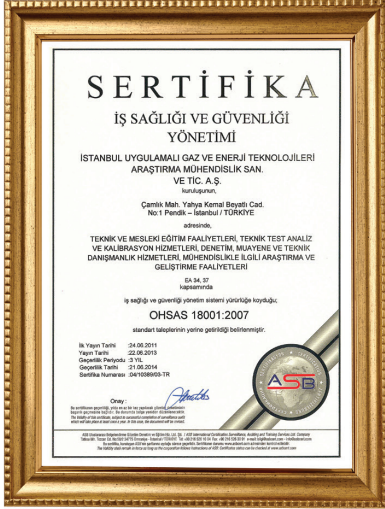 SERTİFİKA
İŞ SAĞLIĞI VE GÜVENLİĞİ
YÖNETİMİ
İSTANBUL UYGULAMALI GAZ VE ENERJİ TEKNOLOJİLERİ
ARAŞTIRMA MÜHENDİSLİK SAN.
VE TİC. A.Ş.
kuruluşunun,
Çamlık Mah. Yahya Kemal Beyatlı Cad.
No:1 Pendik – İstanbul / TÜRKİYE
adresinde,
TEKNİK VE MESLEKİ EĞİTİM FAALİYETLERİ, TEKNİK TEST ANALİZ
VE KALİBRASYON HİZMETLERİ, DENETİM, MUAYENE VE TEKNİK
DANIŞMANLIK HİZMETLERİ, MÜHENDİSLİKLE İLGİLİ ARAŞTIRMA VE
GELİŞTİRME FAALİYETLERİ
EA 34, 37
kapsamında
iş sağlığı ve güvenliği yönetim sistemi yürürlüğe koyduğu,
OHSAS 18001:2007
standart taleplerinin yerine getirildiği belirlenmiştir.
İlk Yayın Tarihi :24.06.2011
Yayın Tarihi :22.06.2013
Geçerlilik Periyodu :3 YIL
Geçerlilik Tarihi :21.06.2014
Sertifika Numarası :04/10389/03-TR
ASB
Onay :